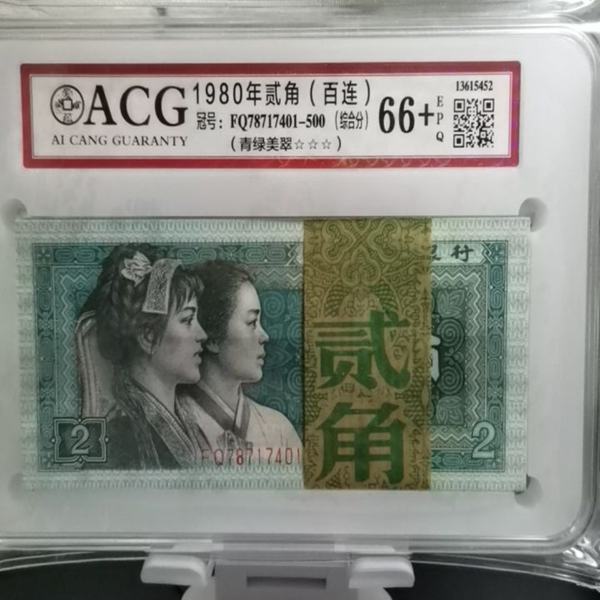 ACG
AI CANG GUARANTY
1980年贰角（百连）
冠号：FQ78717401-500（综合分）
（青绿美翠☆☆☆）
66+
EPQ
13615452
行
贰角
2
FQ78717401
2